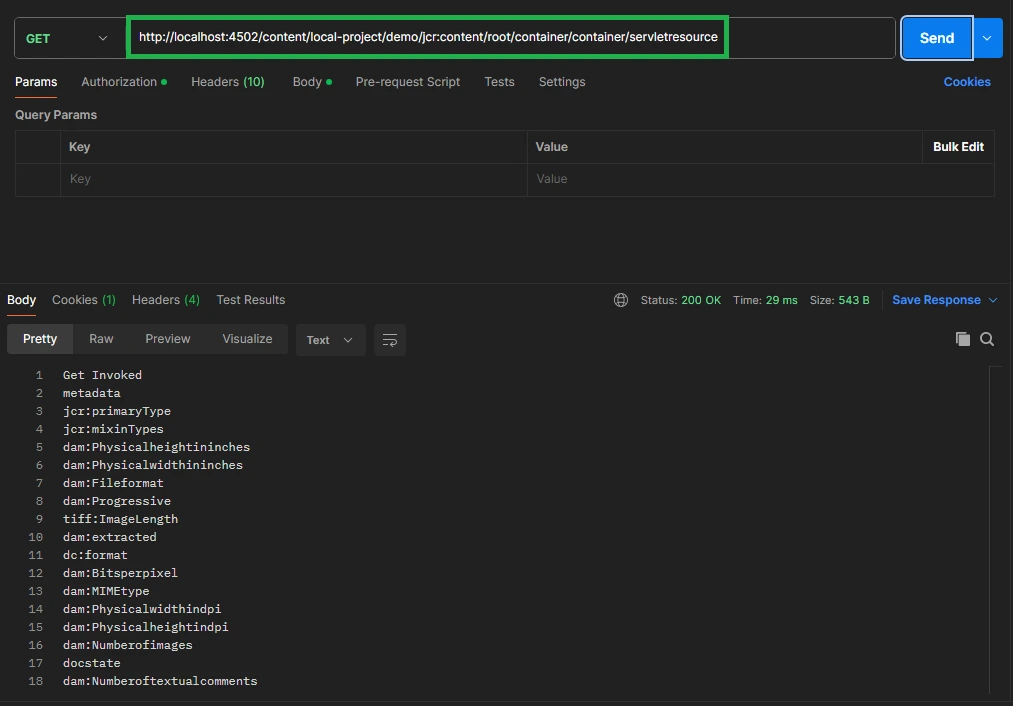 GET http://localhost:4502/content/local-project/demo/jcr:content/root/container/container/servletresource Send
Params Authorization Headers (10) Body Pre-request Script Tests Settings Cookies
Query Params
Key Value Bulk Edit
Key Value
Body Cookies (1) Headers (4) Test Results Status: 200 OK Time: 29 ms Size: 543 B Save Response
Pretty Raw Preview Visualize Text
1 Get Invoked
2 metadata
3 jcr:primaryType
4 jcr:mixinTypes
5 dam:Physicalheightininches
6 dam:Physicalwidthininches
7 dam:Fileformat
8 dam:Progressive
9 tiff:ImageLength
10 dam:extracted
11 dc:format
12 dam:Bitsperpixel
13 dam:MIMEtype
14 dam:Physicalwidthindpi
15 dam:Physicalheightindpi
16 dam:Numberofimages
17 docstate
18 dam:Numberoftextualcomments